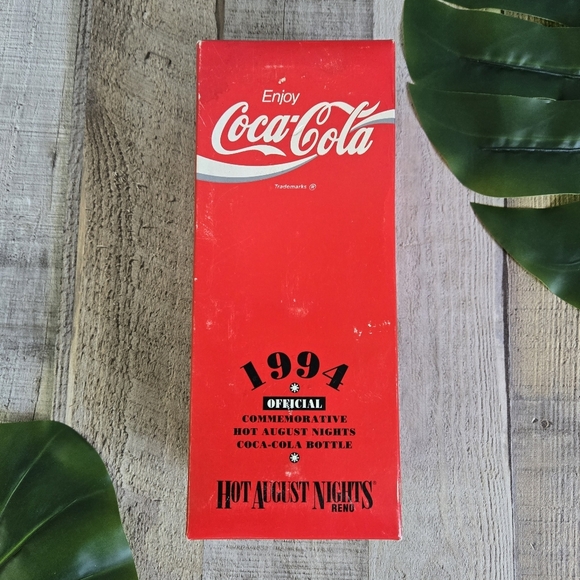 Enjoy
Coca-Cola
Trademarks ®
1994
OFFICIAL
COMMEMORATIVE
HOT AUGUST NIGHTS
COCA-COLA BOTTLE
HOT AUGUST NIGHTS®
RENO